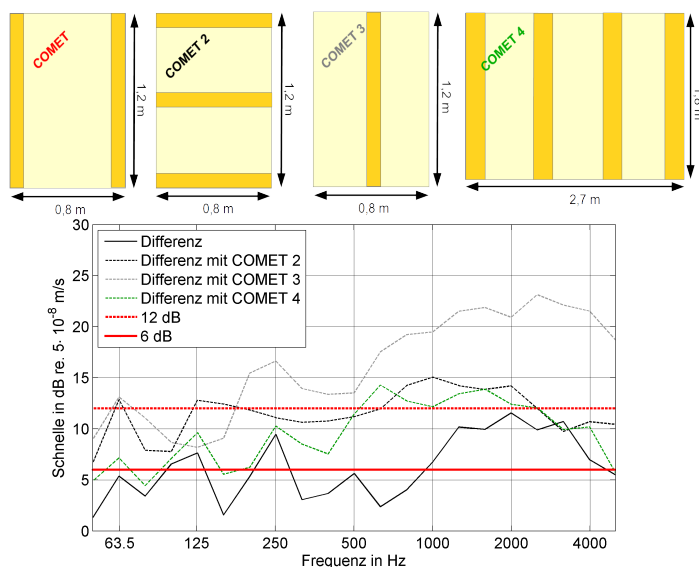 COMET
1,2 m
0,8 m
COMET 2
1,2 m
0,8 m
COMET 3
1,2 m
0,8 m
COMET 4
1,8 m
2,7 m
Differenz
Differenz mit COMET 2
Differenz mit COMET 3
Differenz mit COMET 4
12 dB
6 dB
30
25
20
15
10
5
0
Schnelle in dB re. 5· 10⁻⁸ m/s
63.5 125 250 500 1000 2000 4000
Frequenz in Hz